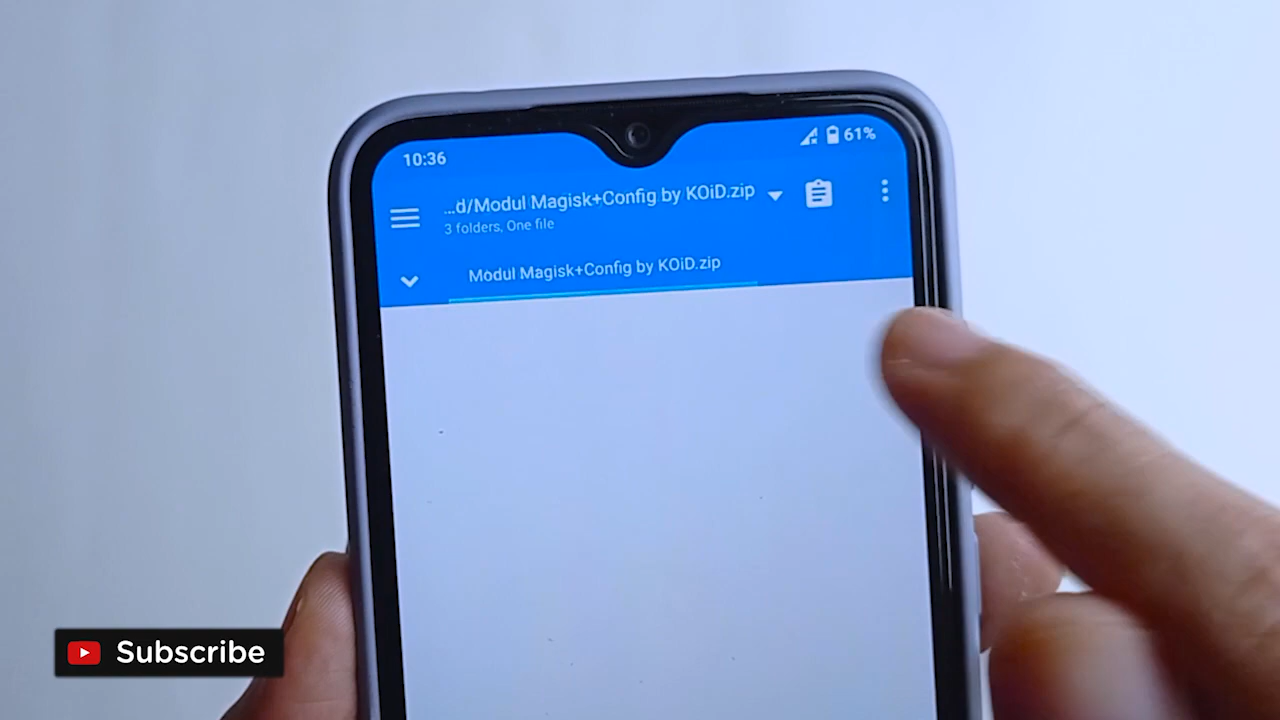 10:36
61%
...d/Modul Magisk+Config by KOiD.zip
3 folders, One file
Modul Magisk+Config by KOiD.zip
Subscribe